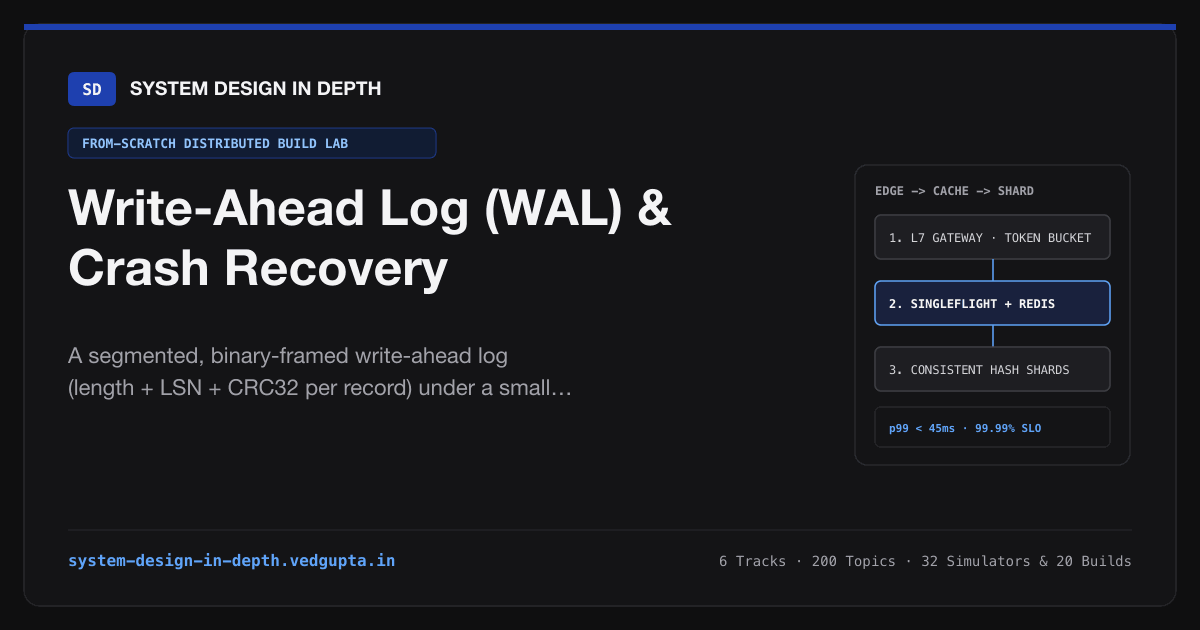 SD
SYSTEM DESIGN IN DEPTH
FROM-SCRATCH DISTRIBUTED BUILD LAB
Write-Ahead Log (WAL) &
Crash Recovery
A segmented, binary-framed write-ahead log
(length + LSN + CRC32 per record) under a small…
EDGE -> CACHE -> SHARD
1. L7 GATEWAY · TOKEN BUCKET
2. SINGLEFLIGHT + REDIS
3. CONSISTENT HASH SHARDS
p99 < 45ms · 99.99% SLO
system-design-in-depth.vedgupta.in
6 Tracks · 200 Topics · 32 Simulators & 20 Builds